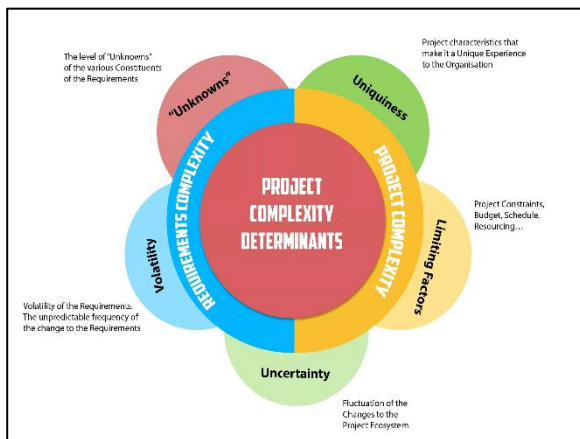 The level of "Unknowns"
of the various Constituents
of the Requirements
Project characteristics that
make it a Unique Experience
to the Organisation
"Unknowns"
Uniquiness
REQUIREMENTS COMPLEXITY
PROJECT COMPLEXITY
PROJECT
COMPLEXITY
DETERMINANTS
Project Constraints,
Budget, Schedule,
Resourcing...
Volatility
Limiting Factors
Volatility of the Requirements.
The unpredictable frequency of
the change to the Requirements
Uncertainty
Fluctuation of the
Changes to the
Project Ecosystem